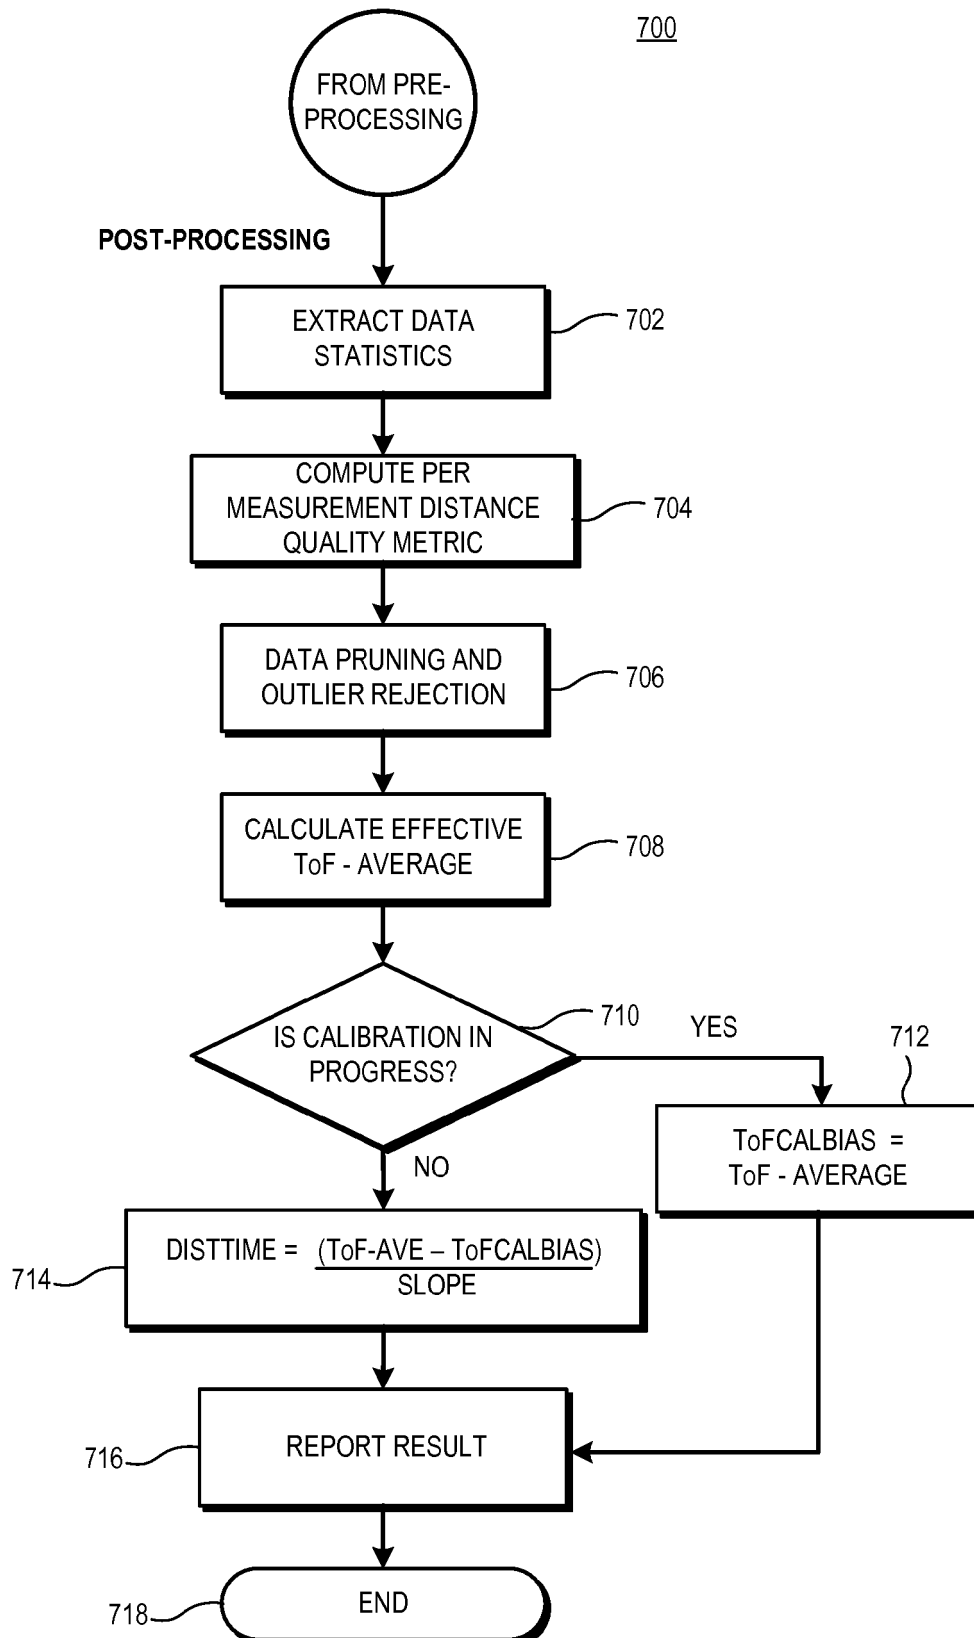 700
FROM PRE-
PROCESSING
POST-PROCESSING
EXTRACT DATA
STATISTICS
702
COMPUTE PER
MEASUREMENT DISTANCE
QUALITY METRIC
704
DATA PRUNING AND
OUTLIER REJECTION
706
CALCULATE EFFECTIVE
ToF - AVERAGE
708
IS CALIBRATION IN
PROGRESS?
710
YES
712
ToFCALBIAS =
ToF - AVERAGE
NO
DISTTIME = (ToF-AVE – ToFCALBIAS)
SLOPE
714
REPORT RESULT
716
END
718